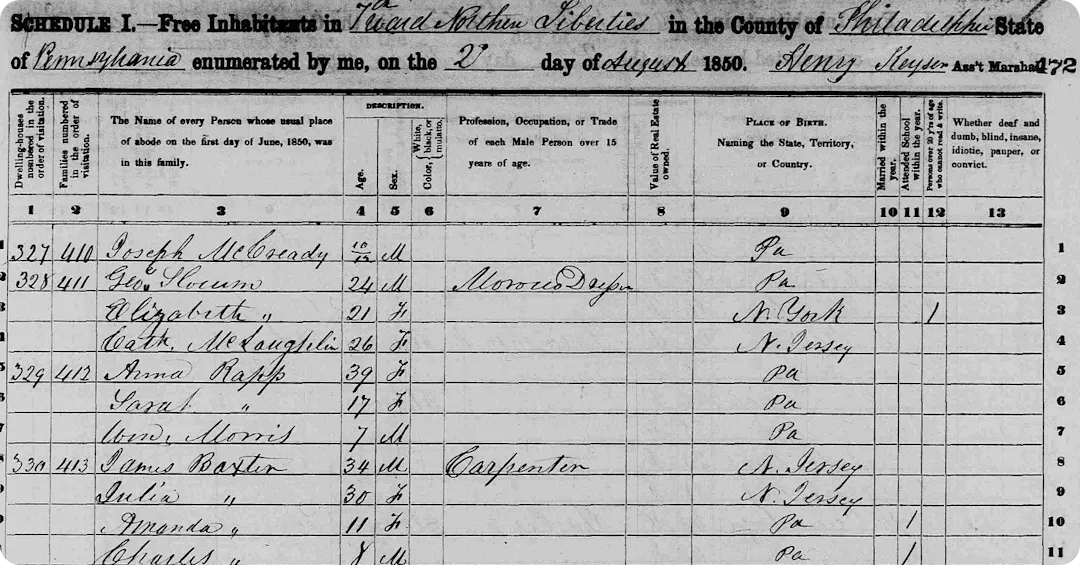 SCHEDULE I.—Free Inhabitants in 7 Ward Northern Liberties in the County of Philadelphia State
of Pennsylvania enumerated by me, on the 2 day of August 1850. Henry Keyser Ass't Marshal 472
Dwelling-houses numbered in the order of visitation.
Families numbered in the order of visitation.
The Name of every Person whose usual place of abode on the first day of June, 1850, was in this family.
DESCRIPTION.
Age.
Sex.
Color, { White, black, or mulatto.
Profession, Occupation, or Trade of each Male Person over 15 years of age.
Value of Real Estate owned.
PLACE OF BIRTH. Naming the State, Territory, or Country.
Married within the year.
Attended School within the year.
Persons over 20 y'rs of age who cannot read & write.
Whether deaf and dumb, blind, insane, idiotic, pauper, or convict.
1 2 3 4 5 6 7 8 9 10 11 12 13
1 327 410 Joseph McCready 10/12 M Pa 1
2 328 411 Geo. Slocum 24 M Morocco Dresser Pa 2
3 Elizabeth " 21 F N. York 1 3
4 Cath. McLaughlin 26 F N. Jersey 4
5 329 412 Anna Rapp 39 F Pa 5
6 Sarah " 17 F Pa 6
7 Wm. Morris 7 M Pa 7
8 330 413 James Baxter 34 M Carpenter N. Jersey 8
9 Julia " 30 F N. Jersey 9
Amanda " 11 F Pa 1 10
Charles " 8 M Pa 1 11